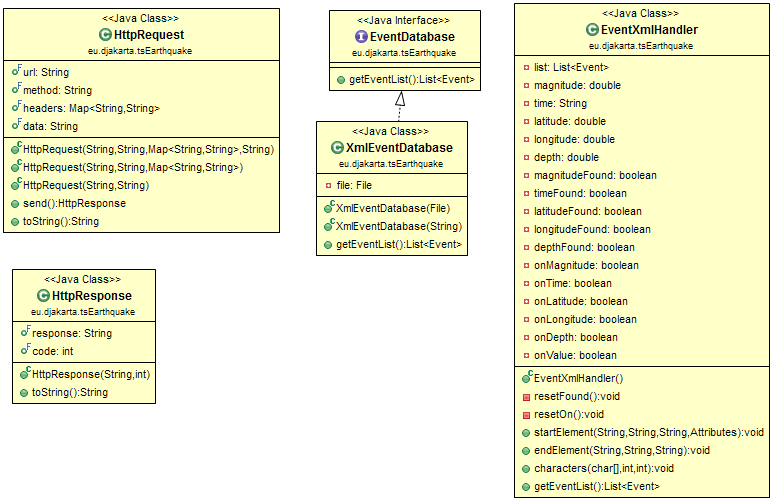 <<Java Class>>
HttpRequest
eu.djakarta.tsEarthquake
url: String
method: String
headers: Map<String,String>
data: String
HttpRequest(String,String,Map<String,String>,String)
HttpRequest(String,String,Map<String,String>)
HttpRequest(String,String)
send():HttpResponse
toString():String
<<Java Interface>>
EventDatabase
eu.djakarta.tsEarthquake
getEventList():List<Event>
<<Java Class>>
XmlEventDatabase
eu.djakarta.tsEarthquake
file: File
XmlEventDatabase(File)
XmlEventDatabase(String)
getEventList():List<Event>
<<Java Class>>
HttpResponse
eu.djakarta.tsEarthquake
response: String
code: int
HttpResponse(String,int)
toString():String
<<Java Class>>
EventXmlHandler
eu.djakarta.tsEarthquake
list: List<Event>
magnitude: double
time: String
latitude: double
longitude: double
depth: double
magnitudeFound: boolean
timeFound: boolean
latitudeFound: boolean
longitudeFound: boolean
depthFound: boolean
onMagnitude: boolean
onTime: boolean
onLatitude: boolean
onLongitude: boolean
onDepth: boolean
onValue: boolean
EventXmlHandler()
resetFound():void
resetOn():void
startElement(String,String,String,Attributes):void
endElement(String,String,String):void
characters(char[],int,int):void
getEventList():List<Event>